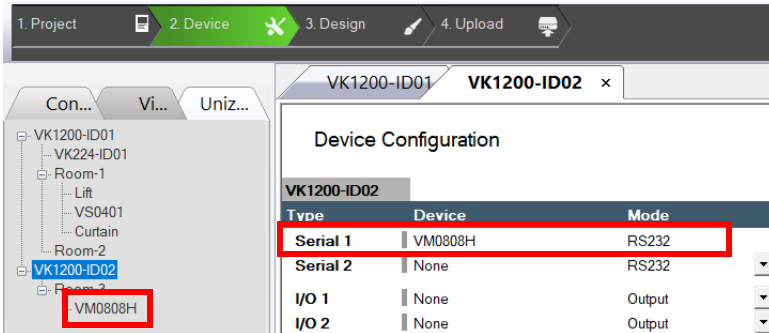 1. Project 2. Device 3. Design 4. Upload
VK1200-ID01 VK1200-ID02 ×
Con... Vi... Uniz...
VK1200-ID01
VK224-ID01
Room-1
Lift
VS0401
Curtain
Room-2
VK1200-ID02
Room-3
VM0808H
Device Configuration
VK1200-ID02
Type Device Mode
Serial 1 VM0808H RS232
Serial 2 None RS232
I/O 1 None Output
I/O 2 None Output